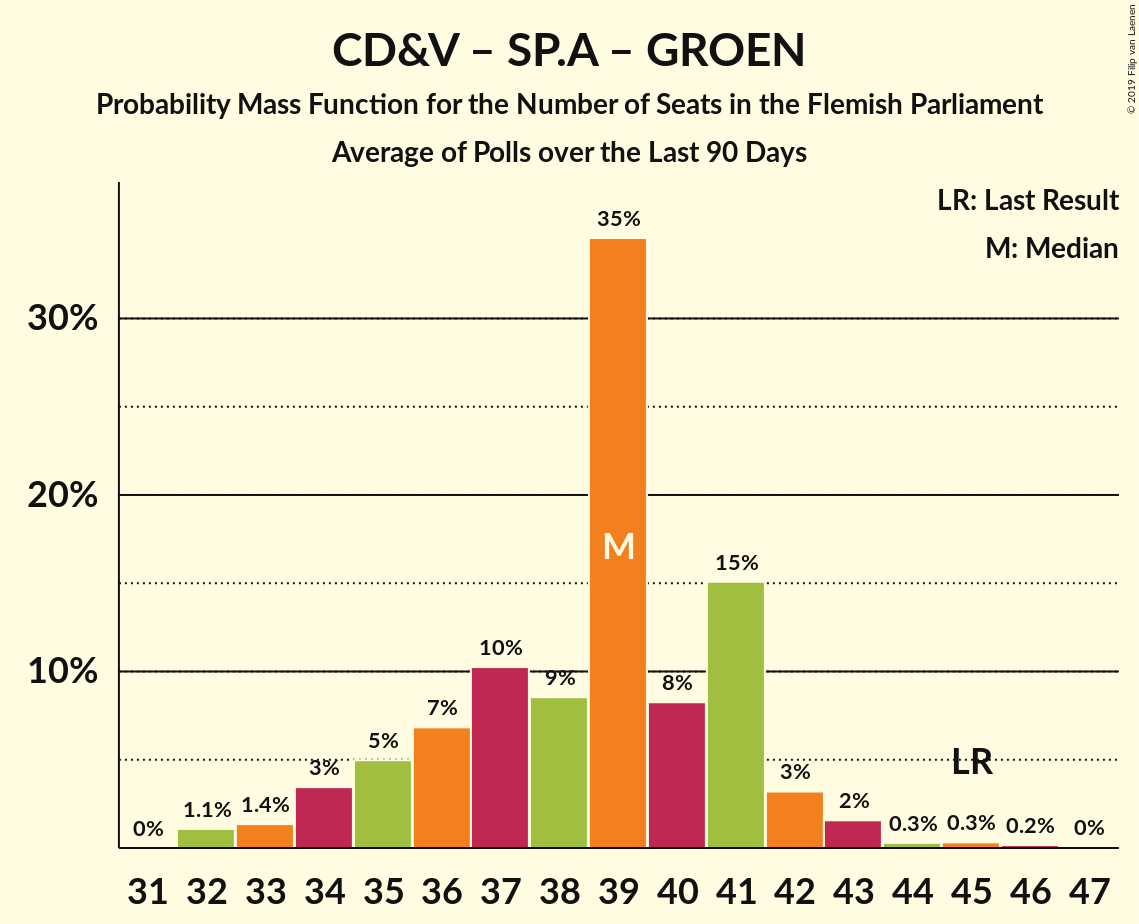 CD&V – SP.A – GROEN
Probability Mass Function for the Number of Seats in the Flemish Parliament
Average of Polls over the Last 90 Days
© 2019 Filip van Laenen
LR: Last Result
M: Median
30%
20%
10%
0%
1.1%
1.4%
3%
5%
7%
10%
9%
35%
M
8%
15%
3%
2%
0.3%
LR
0.3%
0.2%
0%
31 32 33 34 35 36 37 38 39 40 41 42 43 44 45 46 47